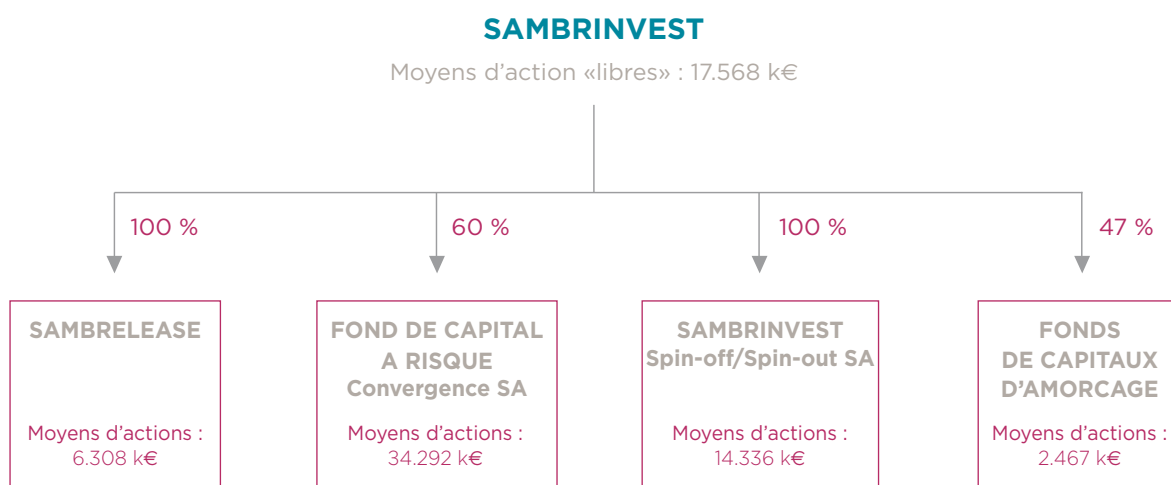 SAMBRINVEST
Moyens d'action «libres» : 17.568 k€
100 %
60 %
100 %
47 %
SAMBRELEASE
Moyens d'actions :
6.308 k€
FOND DE CAPITAL
A RISQUE
Convergence SA
Moyens d'actions :
34.292 k€
SAMBRINVEST
Spin-off/Spin-out SA
Moyens d'actions :
14.336 k€
FONDS
DE CAPITAUX
D'AMORCAGE
Moyens d'actions :
2.467 k€